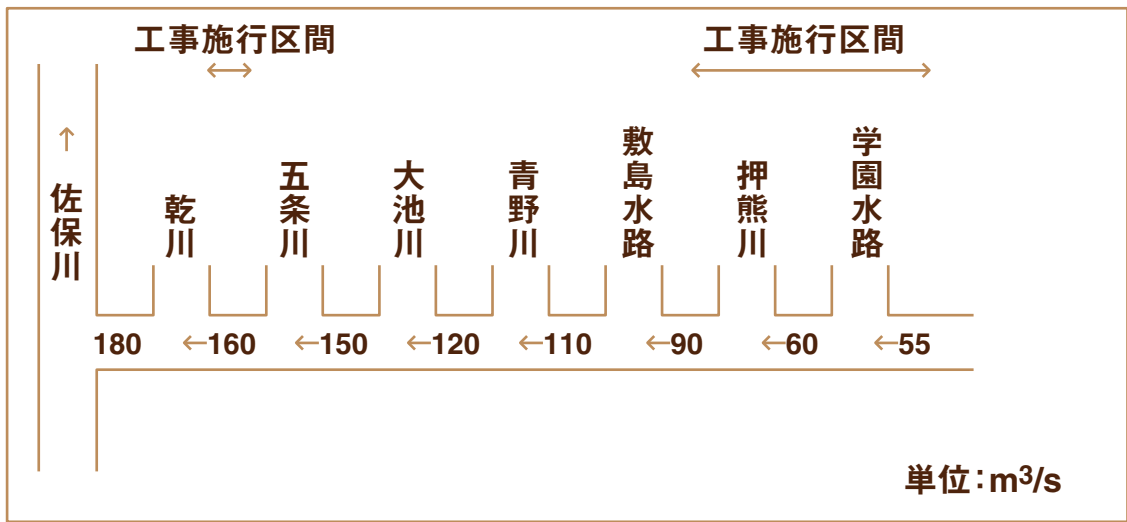 工事施行区間
工事施行区間
↑
佐保川
乾川
五条川
大池川
青野川
敷島水路
押熊川
学園水路
180 ←160 ←150 ←120 ←110 ←90 ←60 ←55
単位：m³/s